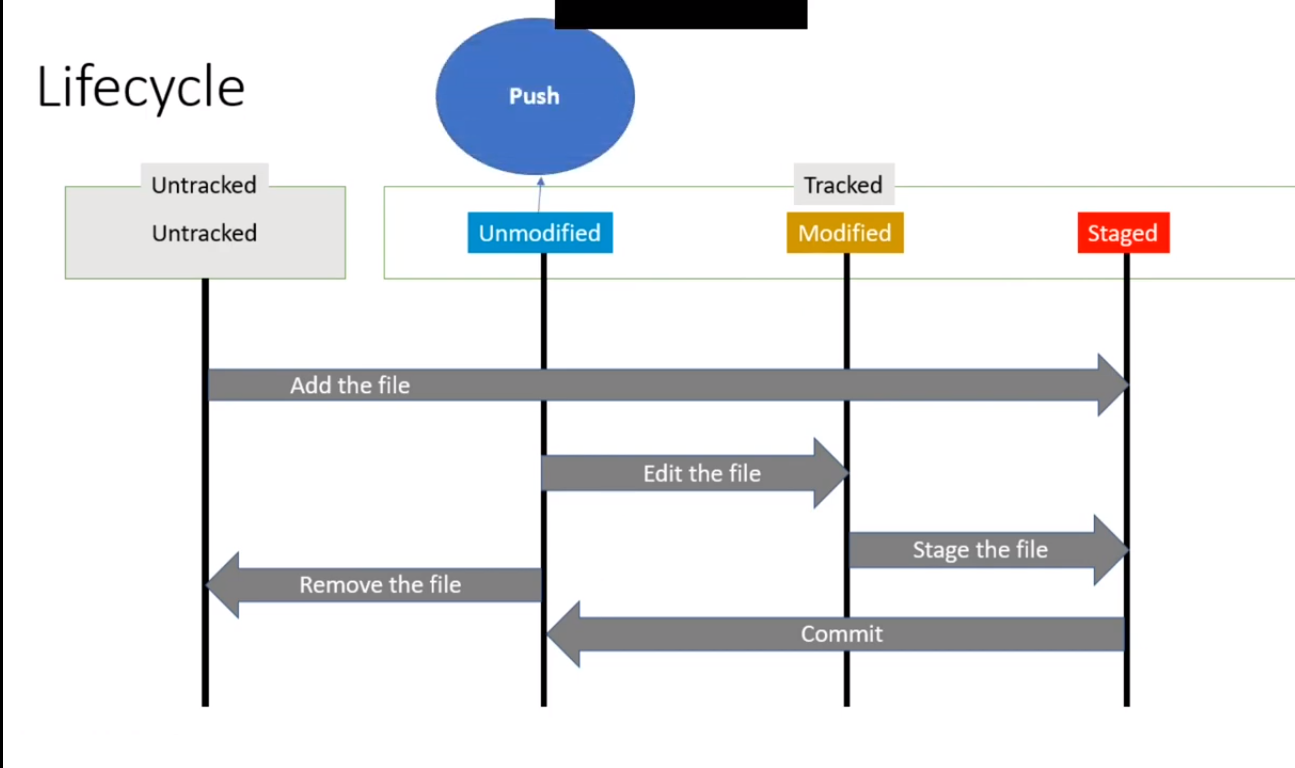 Lifecycle
Push
Untracked
Tracked
Untracked
Unmodified
Modified
Staged
Add the file
Edit the file
Stage the file
Remove the file
Commit